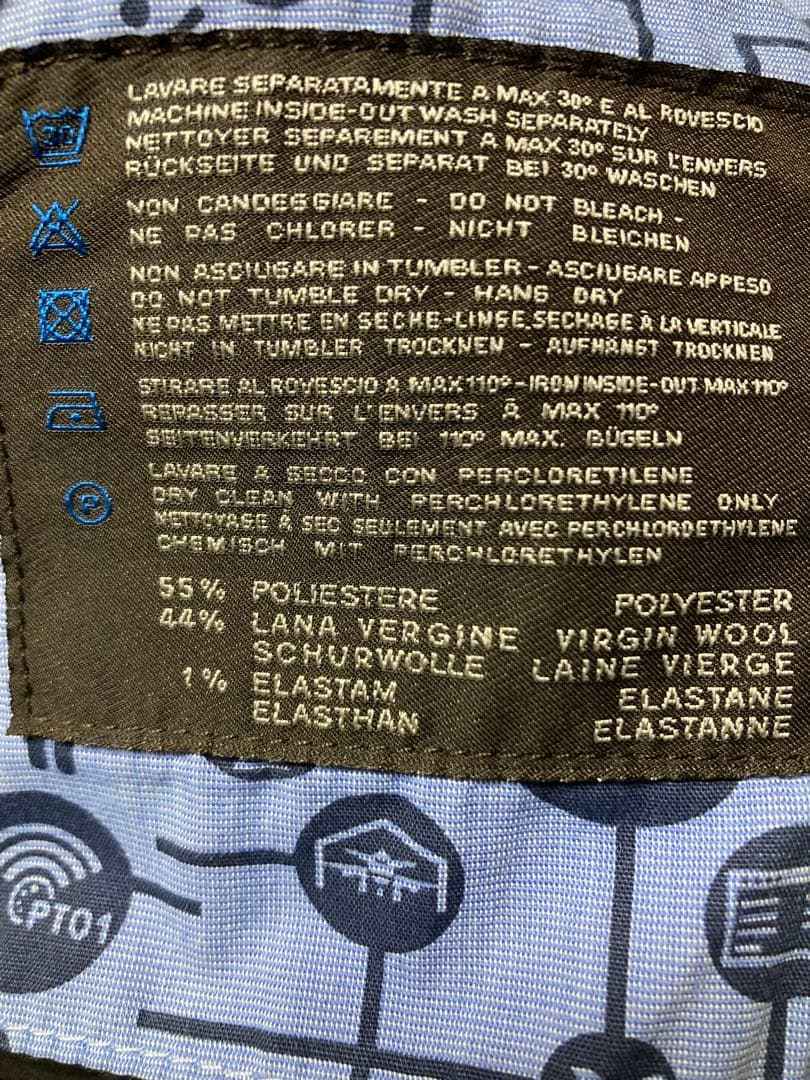 30
LAVARE SEPARATAMENTE A MAX 30° E AL ROVESCIO
MACHINE INSIDE-OUT WASH SEPARATELY
NETTOYER SEPAREMENT A MAX 30° SUR L'ENVERS
RÜCKSEITE UND SEPARAT BEI 30° WASCHEN
NON CANDEGGIARE - DO NOT BLEACH -
NE PAS CHLORER - NICHT BLEICHEN
NON ASCIUGARE IN TUMBLER - ASCIUGARE APPESO
DO NOT TUMBLE DRY - HANG DRY
NE PAS METTRE EN SECHE-LINGE.SECHAGE À LA VERTICALE
NICHT IN TUMBLER TROCKNEN - AUFHÄNGT TROCKNEN
STIRARE AL ROVESCIO A MAX 110° - IRON INSIDE-OUT MAX 110°
REPASSER SUR L'ENVERS À MAX 110°
SEITENVERKEHRT BEI 110° MAX. BÜGELN
P
LAVARE A SECCO CON PERCLORETILENE
DRY CLEAN WITH PERCHLORETHYLENE ONLY
NETTOYAGE À SEC SEULEMENT AVEC PERCHLORDETHYLENE
CHEMISCH MIT PERCHLORETHYLEN
55% POLIESTERE POLYESTER
44% LANA VERGINE VIRGIN WOOL
SCHURWOLLE LAINE VIERGE
1% ELASTAM ELASTANE
ELASTHAN ELASTANNE
PT01